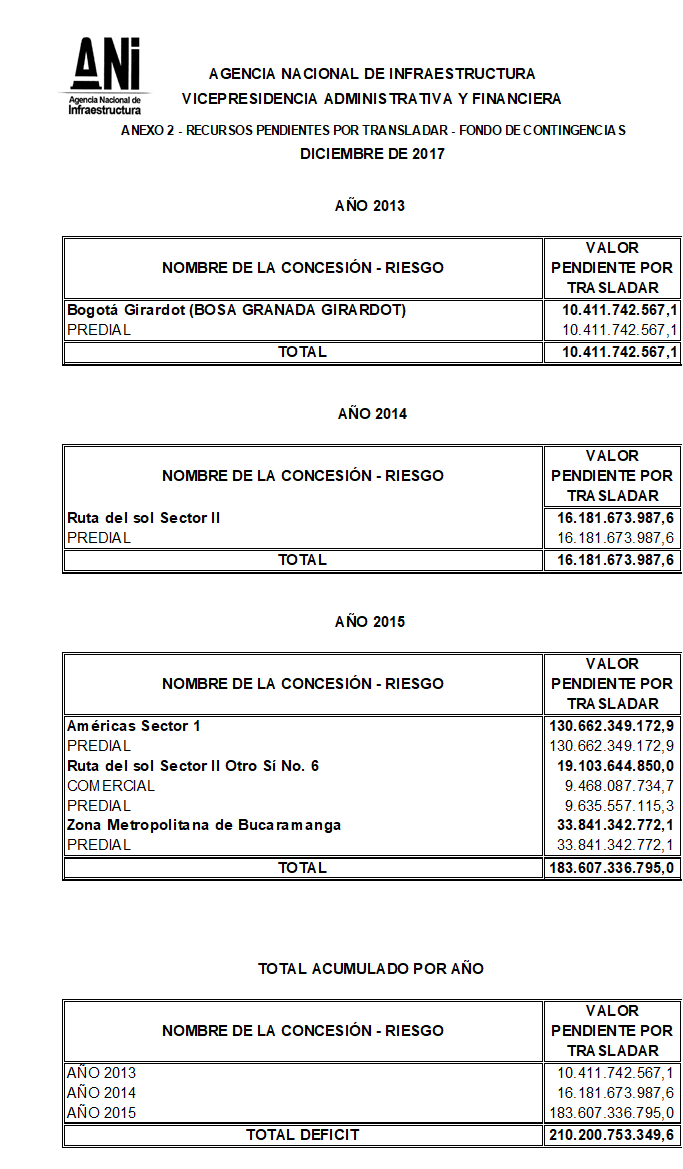 ANi
Agencia Nacional de
Infraestructura
AGENCIA NACIONAL DE INFRAESTRUCTURA
VICEPRESIDENCIA ADMINISTRATIVA Y FINANCIERA
ANEXO 2 - RECURSOS PENDIENTES POR TRANSLADAR - FONDO DE CONTINGENCIAS
DICIEMBRE DE 2017
AÑO 2013
NOMBRE DE LA CONCESIÓN - RIESGO
VALOR
PENDIENTE POR
TRASLADAR
Bogotá Girardot (BOSA GRANADA GIRARDOT) 10.411.742.567,1
PREDIAL 10.411.742.567,1
TOTAL 10.411.742.567,1
AÑO 2014
NOMBRE DE LA CONCESIÓN - RIESGO
VALOR
PENDIENTE POR
TRASLADAR
Ruta del sol Sector II 16.181.673.987,6
PREDIAL 16.181.673.987,6
TOTAL 16.181.673.987,6
AÑO 2015
NOMBRE DE LA CONCESIÓN - RIESGO
VALOR
PENDIENTE POR
TRASLADAR
Américas Sector 1 130.662.349.172,9
PREDIAL 130.662.349.172,9
Ruta del sol Sector II Otro Sí No. 6 19.103.644.850,0
COMERCIAL 9.468.087.734,7
PREDIAL 9.635.557.115,3
Zona Metropolitana de Bucaramanga 33.841.342.772,1
PREDIAL 33.841.342.772,1
TOTAL 183.607.336.795,0
TOTAL ACUMULADO POR AÑO
NOMBRE DE LA CONCESIÓN - RIESGO
VALOR
PENDIENTE POR
TRASLADAR
AÑO 2013 10.411.742.567,1
AÑO 2014 16.181.673.987,6
AÑO 2015 183.607.336.795,0
TOTAL DEFICIT 210.200.753.349,6